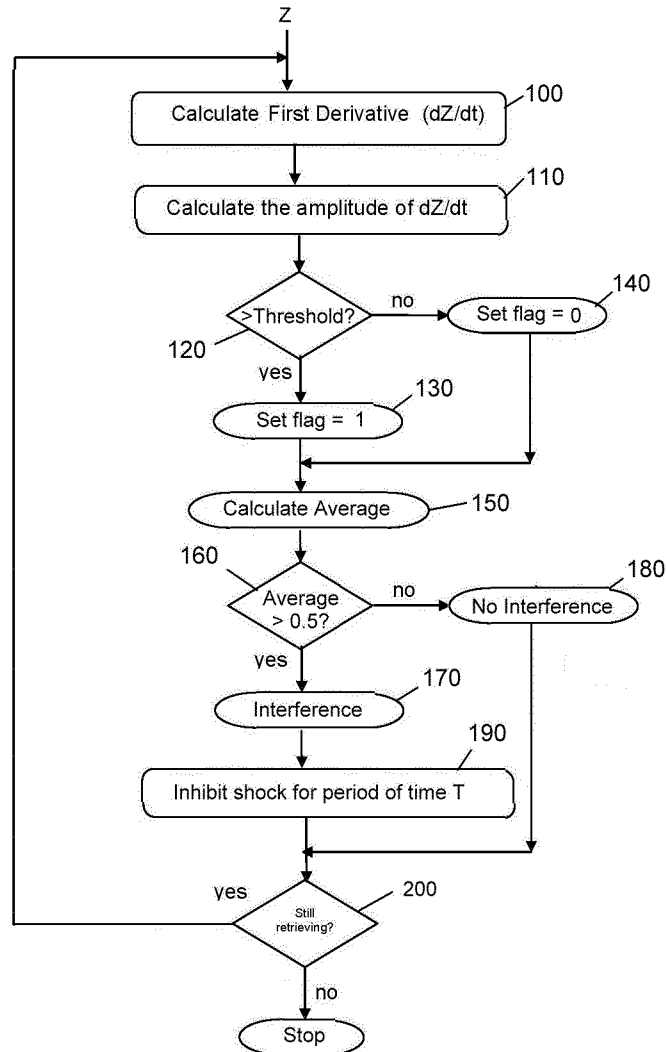 Z
100
Calculate First Derivative (dZ/dt)
110
Calculate the amplitude of dZ/dt
140
>Threshold?
no
Set flag = 0
120
yes
130
Set flag = 1
Calculate Average
150
160
180
Average
> 0.5?
no
No Interference
yes
170
Interference
190
Inhibit shock for period of time T
yes
200
Still
retrieving?
no
Stop